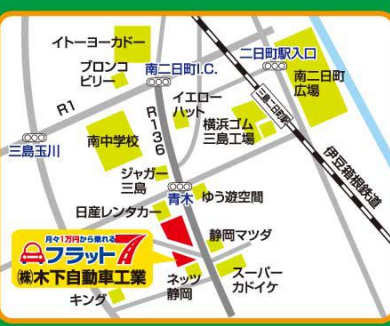 イトーヨーカドー
ブロンコ
ビリー
南二日町I.C.
二日町駅入口
南二日町
広場
イエロー
ハット
R1
R136
三島二日町駅
横浜ゴム
三島工場
南中学校
三島玉川
伊豆箱根鉄道
ジャガー
三島
青木
ゆう遊空間
日産レンタカー
静岡マツダ
月々1万円から乗れる
フラット7
㈱木下自動車工業
ネッツ
静岡
スーパー
カドイケ
キング